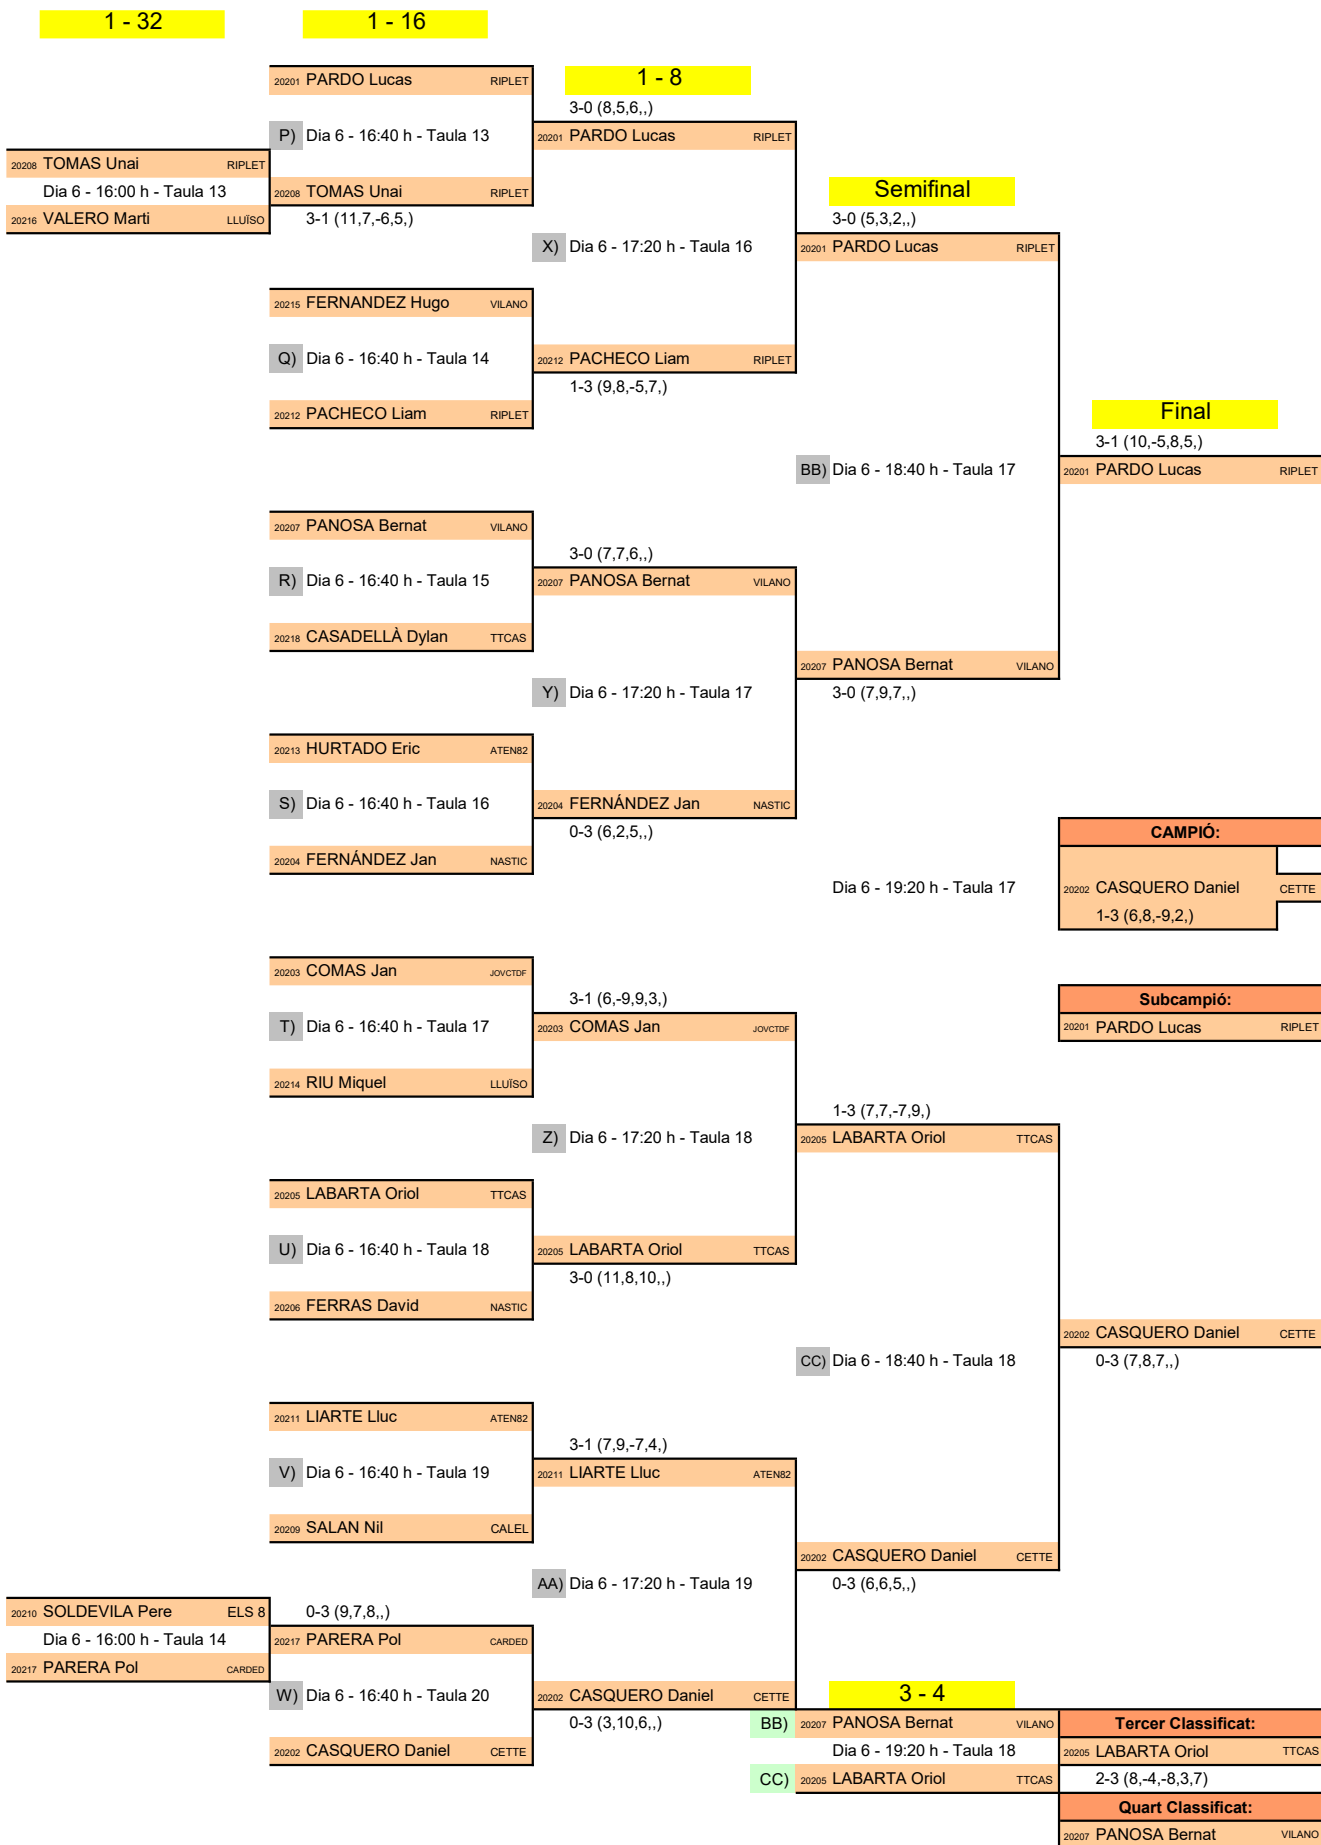 1 - 32
1 - 16
20201 PARDO Lucas RIPLET
1 - 8
3-0 (8,5,6,,)
P) Dia 6 - 16:40 h - Taula 13
20201 PARDO Lucas RIPLET
20208 TOMAS Unai RIPLET
Dia 6 - 16:00 h - Taula 13
20208 TOMAS Unai RIPLET
Semifinal
20216 VALERO Marti LLUÏSO
3-1 (11,7,-6,5,)
3-0 (5,3,2,,)
X) Dia 6 - 17:20 h - Taula 16
20201 PARDO Lucas RIPLET
20215 FERNANDEZ Hugo VILANO
Q) Dia 6 - 16:40 h - Taula 14
20212 PACHECO Liam RIPLET
1-3 (9,8,-5,7,)
20212 PACHECO Liam RIPLET
Final
3-1 (10,-5,8,5,)
BB) Dia 6 - 18:40 h - Taula 17
20201 PARDO Lucas RIPLET
20207 PANOSA Bernat VILANO
3-0 (7,7,6,,)
R) Dia 6 - 16:40 h - Taula 15
20207 PANOSA Bernat VILANO
20218 CASADELLÀ Dylan TTCAS
20207 PANOSA Bernat VILANO
Y) Dia 6 - 17:20 h - Taula 17
3-0 (7,9,7,,)
20213 HURTADO Eric ATEN82
S) Dia 6 - 16:40 h - Taula 16
20204 FERNÁNDEZ Jan NASTIC
0-3 (6,2,5,,)
CAMPIÓ:
20204 FERNÁNDEZ Jan NASTIC
Dia 6 - 19:20 h - Taula 17
20202 CASQUERO Daniel CETTE
1-3 (6,8,-9,2,)
20203 COMAS Jan JOVCTDF
3-1 (6,-9,9,3,)
Subcampió:
T) Dia 6 - 16:40 h - Taula 17
20203 COMAS Jan JOVCTDF
20201 PARDO Lucas RIPLET
20214 RIU Miquel LLUÏSO
1-3 (7,7,-7,9,)
Z) Dia 6 - 17:20 h - Taula 18
20205 LABARTA Oriol TTCAS
20205 LABARTA Oriol TTCAS
U) Dia 6 - 16:40 h - Taula 18
20205 LABARTA Oriol TTCAS
3-0 (11,8,10,,)
20206 FERRAS David NASTIC
20202 CASQUERO Daniel CETTE
CC) Dia 6 - 18:40 h - Taula 18
0-3 (7,8,7,,)
20211 LIARTE Lluc ATEN82
3-1 (7,9,-7,4,)
V) Dia 6 - 16:40 h - Taula 19
20211 LIARTE Lluc ATEN82
20209 SALAN Nil CALEL
20202 CASQUERO Daniel CETTE
AA) Dia 6 - 17:20 h - Taula 19
0-3 (6,6,5,,)
20210 SOLDEVILA Pere ELS 8
0-3 (9,7,8,,)
Dia 6 - 16:00 h - Taula 14
20217 PARERA Pol CARDED
20217 PARERA Pol CARDED
W) Dia 6 - 16:40 h - Taula 20
20202 CASQUERO Daniel CETTE
3 - 4
0-3 (3,10,6,,)
BB) 20207 PANOSA Bernat VILANO
Tercer Classificat:
20202 CASQUERO Daniel CETTE
Dia 6 - 19:20 h - Taula 18
20205 LABARTA Oriol TTCAS
CC) 20205 LABARTA Oriol TTCAS
2-3 (8,-4,-8,3,7)
Quart Classificat:
20207 PANOSA Bernat VILANO